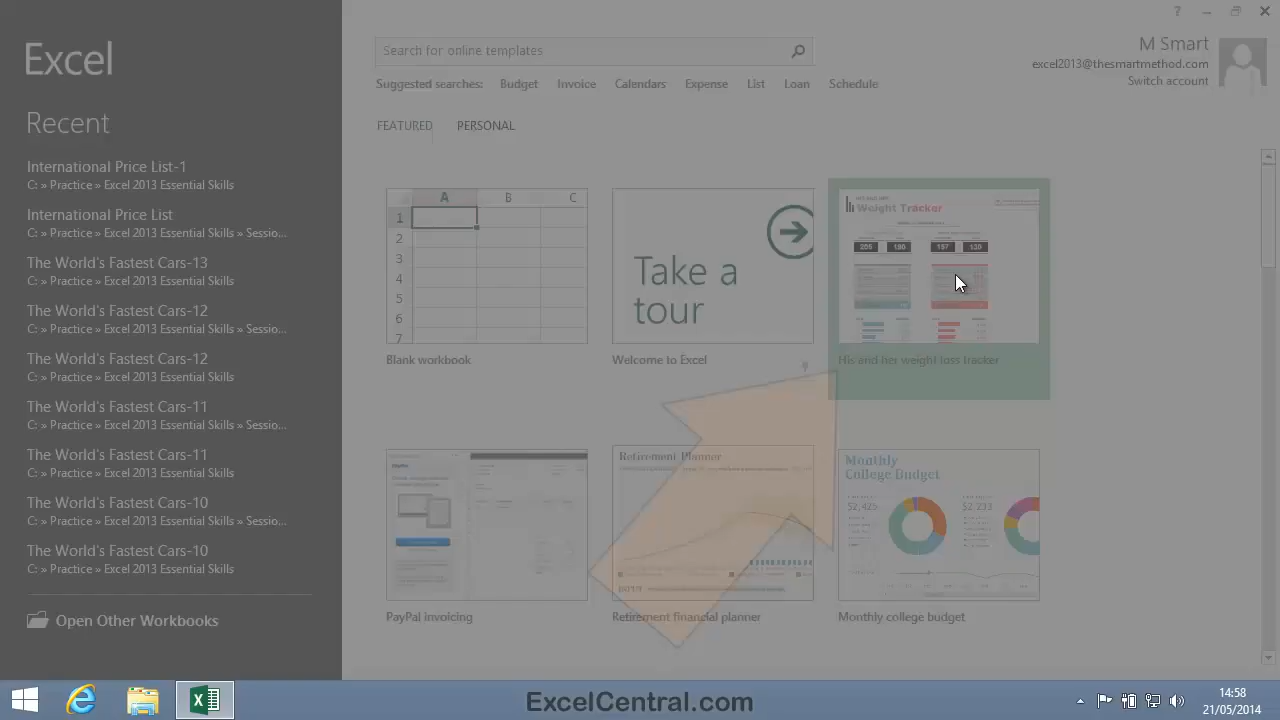 Excel
Recent
International Price List-1
C: » Practice » Excel 2013 Essential Skills
International Price List
C: » Practice » Excel 2013 Essential Skills » Sessio...
The World's Fastest Cars-13
C: » Practice » Excel 2013 Essential Skills
The World's Fastest Cars-12
C: » Practice » Excel 2013 Essential Skills » Sessio...
The World's Fastest Cars-12
C: » Practice » Excel 2013 Essential Skills
The World's Fastest Cars-11
C: » Practice » Excel 2013 Essential Skills » Sessio...
The World's Fastest Cars-11
C: » Practice » Excel 2013 Essential Skills
The World's Fastest Cars-10
C: » Practice » Excel 2013 Essential Skills » Sessio...
The World's Fastest Cars-10
C: » Practice » Excel 2013 Essential Skills
Open Other Workbooks
?
Search for online templates
M Smart
excel2013@thesmartmethod.com
Switch account
Suggested searches: Budget Invoice Calendars Expense List Loan Schedule
FEATURED PERSONAL
A B C
1
2
3
4
5
6
7
Blank workbook
Take a
tour
Welcome to Excel
Weight Tracker
His and her weight loss tracker
PayPal invoicing
Retirement Planner
Retirement financial planner
Monthly
College Budget
$2,425
$2,233
Monthly college budget
ExcelCentral.com
14:58
21/05/2014